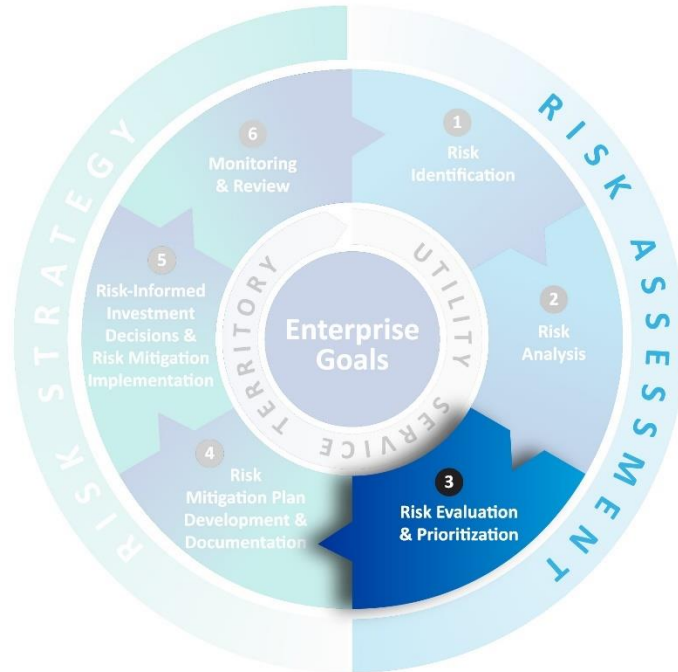 RISK ASSESSMENT
RISK STRATEGY
1
Risk
Identification
2
Risk
Analysis
3
Risk Evaluation
& Prioritization
4
Risk
Mitigation Plan
Development &
Documentation
5
Risk-Informed
Investment
Decisions &
Risk Mitigation
Implementation
6
Monitoring
& Review
UTILITY SERVICE TERRITORY
Enterprise
Goals